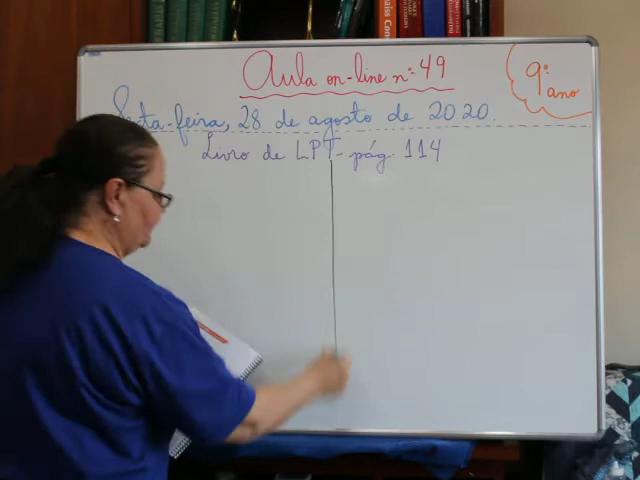 Aula on-line nº 49
9º ano
Sexta-feira, 28 de agosto de 2020.
Livro de LPT - pág. 114